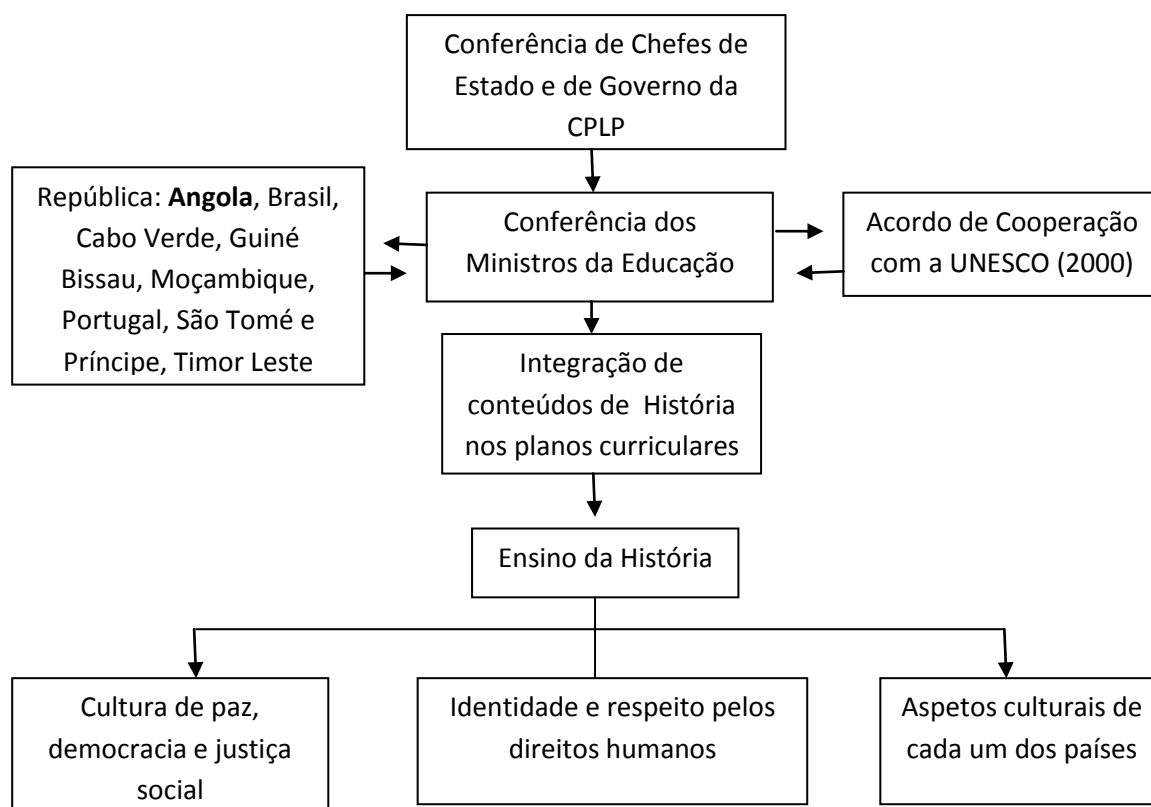 Conferência de Chefes de
Estado e de Governo da
CPLP
República: Angola, Brasil,
Cabo Verde, Guiné
Bissau, Moçambique,
Portugal, São Tomé e
Príncipe, Timor Leste
Conferência dos
Ministros da Educação
Acordo de Cooperação
com a UNESCO (2000)
Integração de
conteúdos de História
nos planos curriculares
Ensino da História
Cultura de paz,
democracia e justiça
social
Identidade e respeito pelos
direitos humanos
Aspetos culturais de
cada um dos países